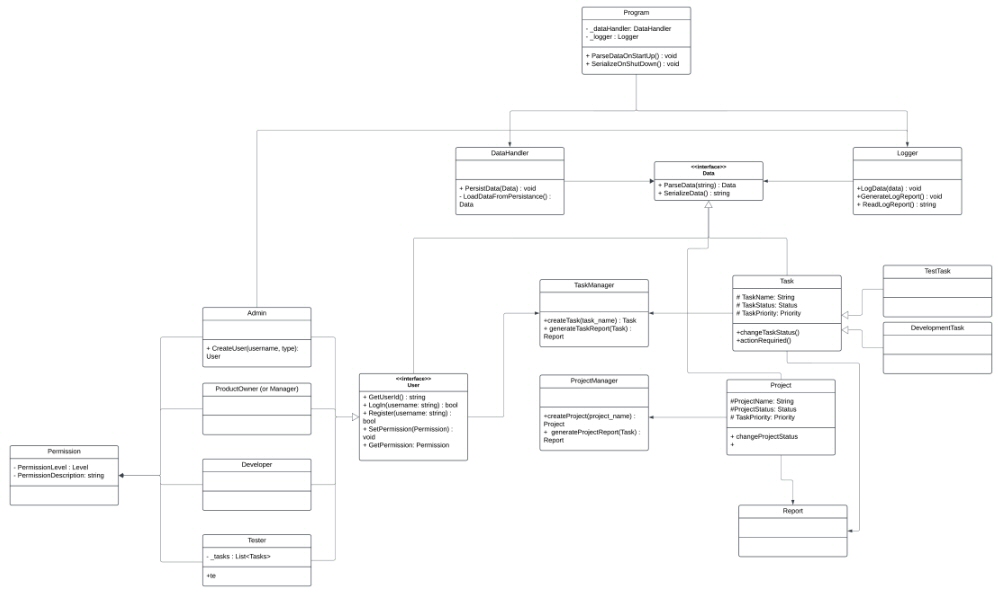 Program
- _dataHandler: DataHandler
- _logger : Logger
+ ParseDataOnStartUp() : void
+ SerializeOnShutDown() : void
DataHandler
+ PersistData(Data) : void
- LoadDataFromPersistance() :
Data
<<interface>>
Data
+ ParseData(string) : Data
+ SerializeData() : string
Logger
+LogData(data) : void
+GenerateLogReport() : void
+ ReadLogReport() : string
TaskManager
+createTask(task_name) : Task
+ generateTaskReport(Task) :
Report
Task
# TaskName: String
# TaskStatus: Status
# TaskPriority: Priority
+changeTaskStatus()
+actionRequiried()
TestTask
DevelopmentTask
Admin
+ CreateUser(username, type):
User
ProductOwner (or Manager)
<<interface>>
User
+ GetUserId() : string
+ LogIn(username: string) : bool
+ Register(username: string) :
bool
+ SetPermission(Permission) :
void
+ GetPermission: Permission
ProjectManager
+createProject(project_name) :
Project
+ generateProjectReport(Task) :
Report
Project
#ProjectName: String
#ProjectStatus: Status
# TaskPriority: Priority
+ changeProjectStatus
+
Permission
- PermissionLevel : Level
- PermissionDescription: string
Developer
Tester
- _tasks : List<Tasks>
+te
Report